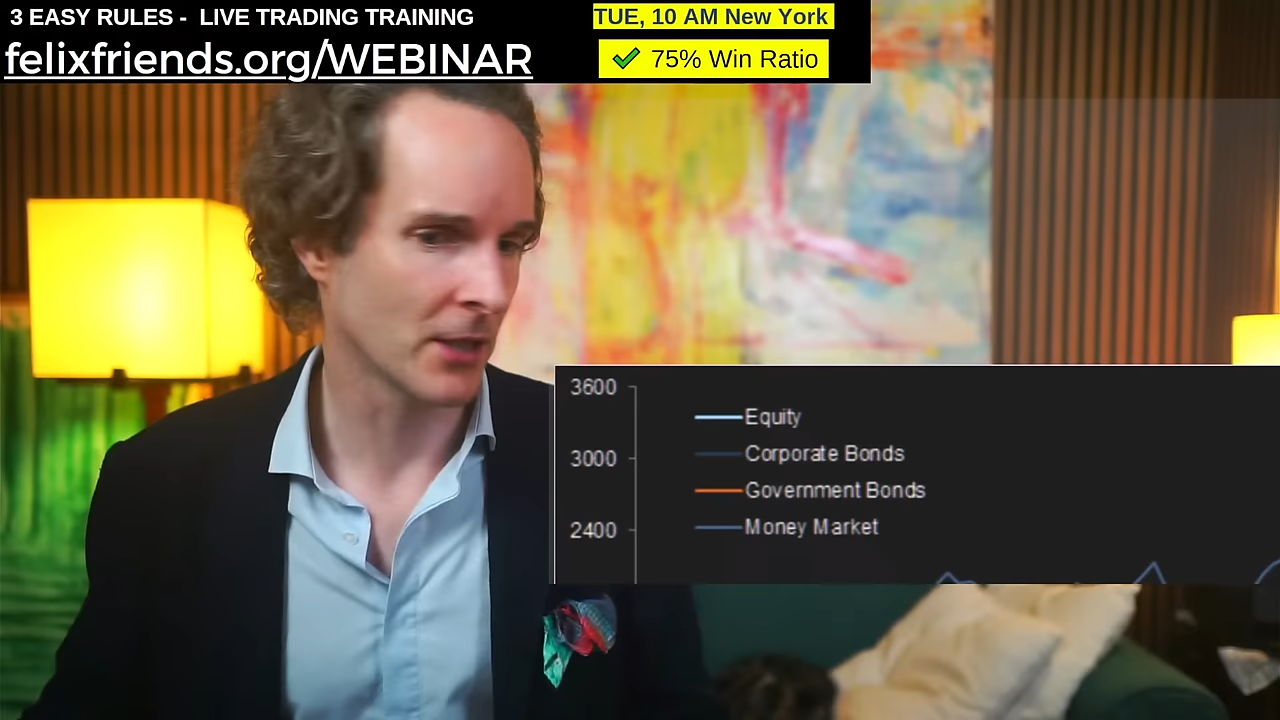 3 EASY RULES -  LIVE TRADING TRAINING
felixfriends.org/WEBINAR
TUE, 10 AM New York
✓ 75% Win Ratio
3600
3000
2400
Equity
Corporate Bonds
Government Bonds
Money Market